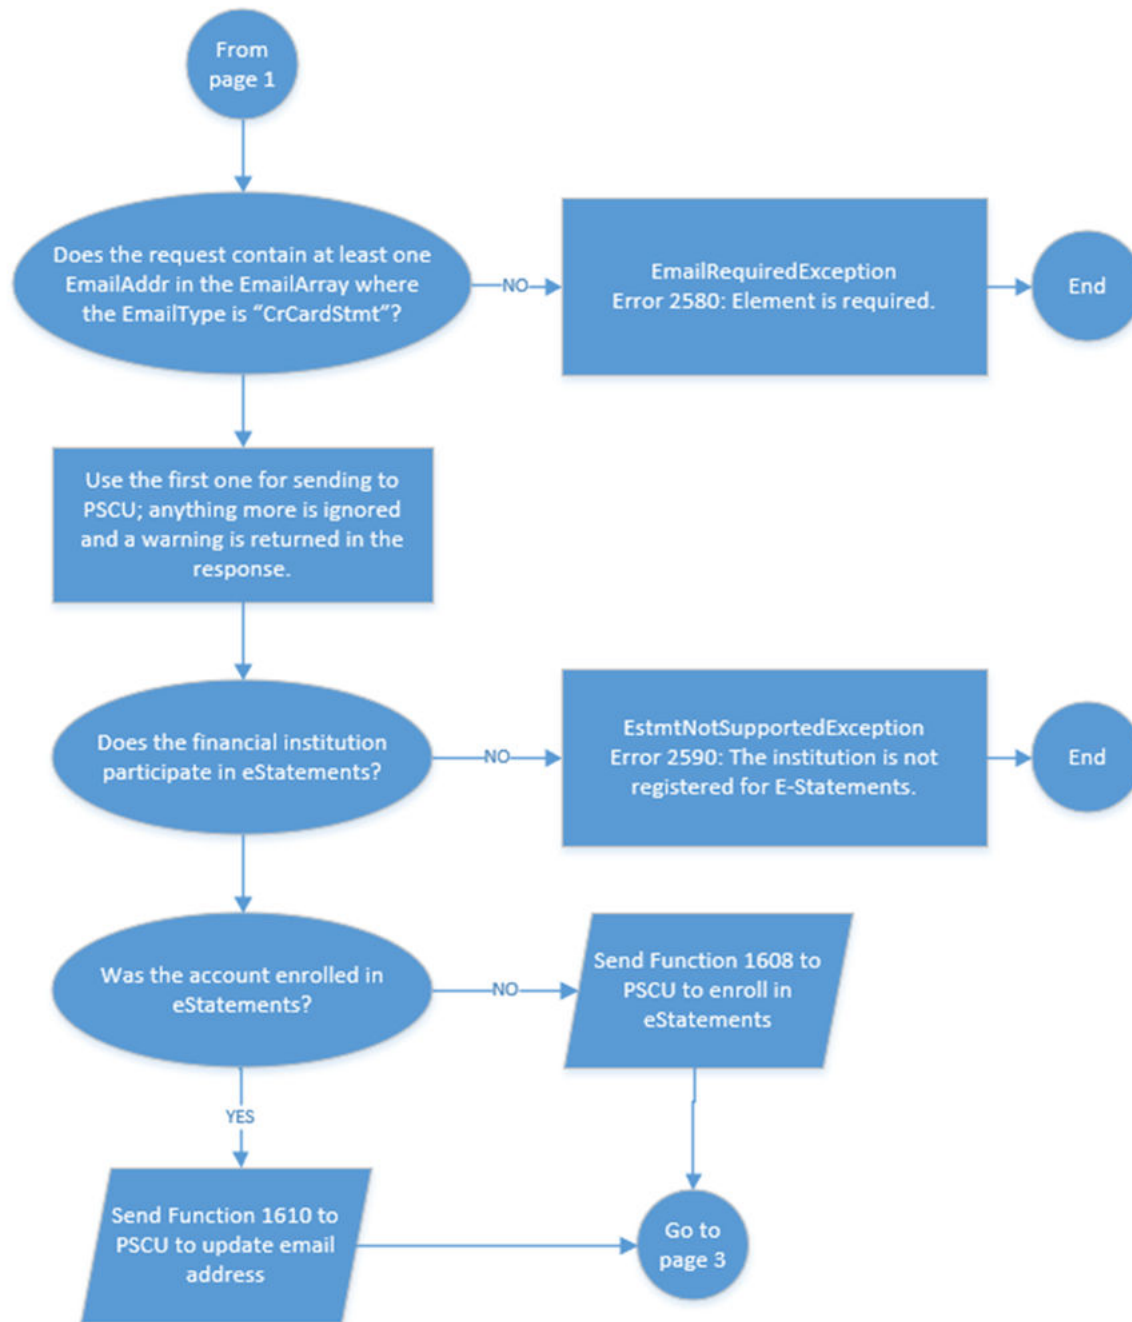 From
page 1
Does the request contain at least one
EmailAddr in the EmailArray where
the EmailType is “CrCardStmt”?
NO
EmailRequiredException
Error 2580: Element is required.
End
Use the first one for sending to
PSCU; anything more is ignored
and a warning is returned in the
response.
Does the financial institution
participate in eStatements?
NO
EstmtNotSupportedException
Error 2590: The institution is not
registered for E-Statements.
End
Was the account enrolled in
eStatements?
NO
Send Function 1608 to
PSCU to enroll in
eStatements
YES
Send Function 1610 to
PSCU to update email
address
Go to
page 3